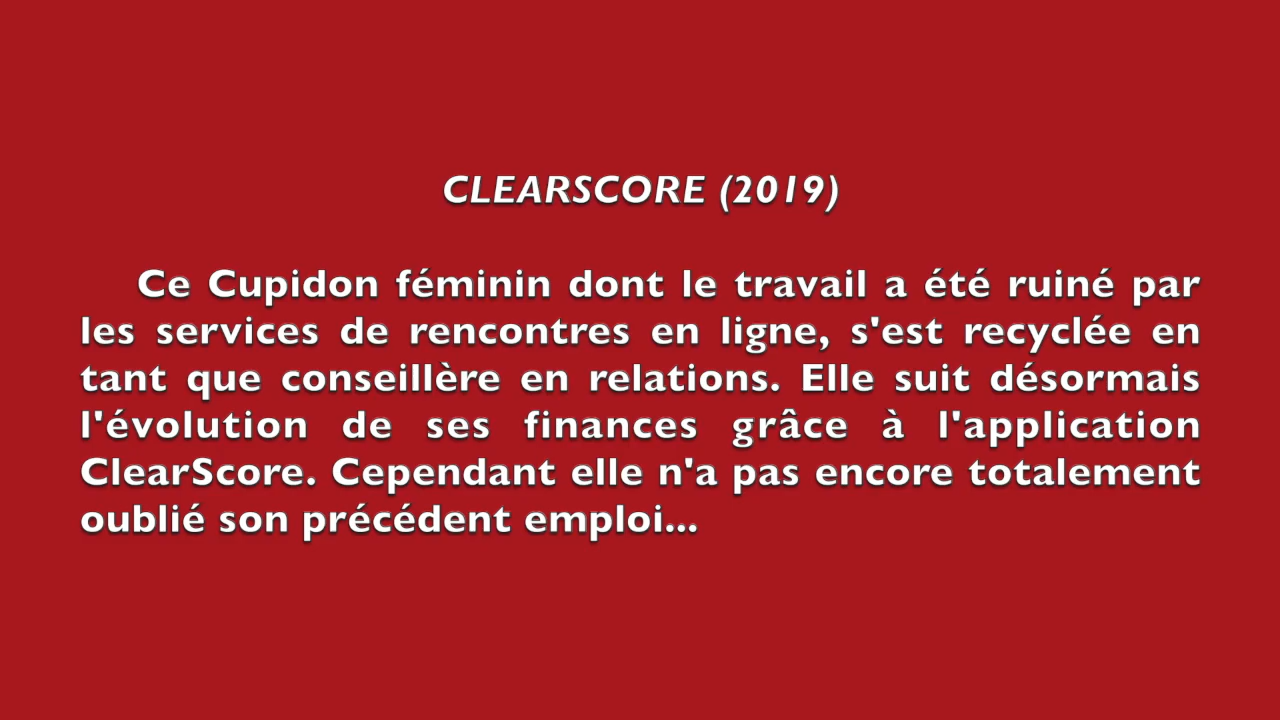 CLEARSCORE (2019)
Ce Cupidon féminin dont le travail a été ruiné par
les services de rencontres en ligne, s'est recyclée en
tant que conseillère en relations. Elle suit désormais
l'évolution de ses finances grâce à l'application
ClearScore. Cependant elle n'a pas encore totalement
oublié son précédent emploi...